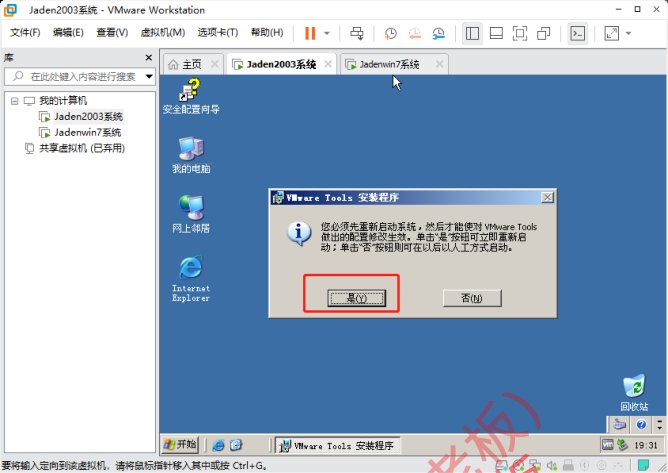 Jaden2003系统 - VMware Workstation
文件(F) 编辑(E) 查看(V) 虚拟机(M) 选项卡(T) 帮助(H)
库
在此处键入内容进行搜索
我的计算机
Jaden2003系统
Jadenwin7系统
共享虚拟机 (已弃用)
主页 Jaden2003系统 Jadenwin7系统
安全配置向导
我的电脑
网上邻居
Internet
Explorer
VMware Tools 安装程序
您必须先重新启动系统，然后才能使对 VMware Tools
做出的配置修改生效。单击“是”按钮可立即重新启
动；单击“否”按钮则可在以后以人工方式启动。
是(Y) 否(N)
回收站
开始 VMware Tools 安装程序 19:31
要将输入定向到该虚拟机，请将鼠标指针移入其中或按 Ctrl+G。
老板）